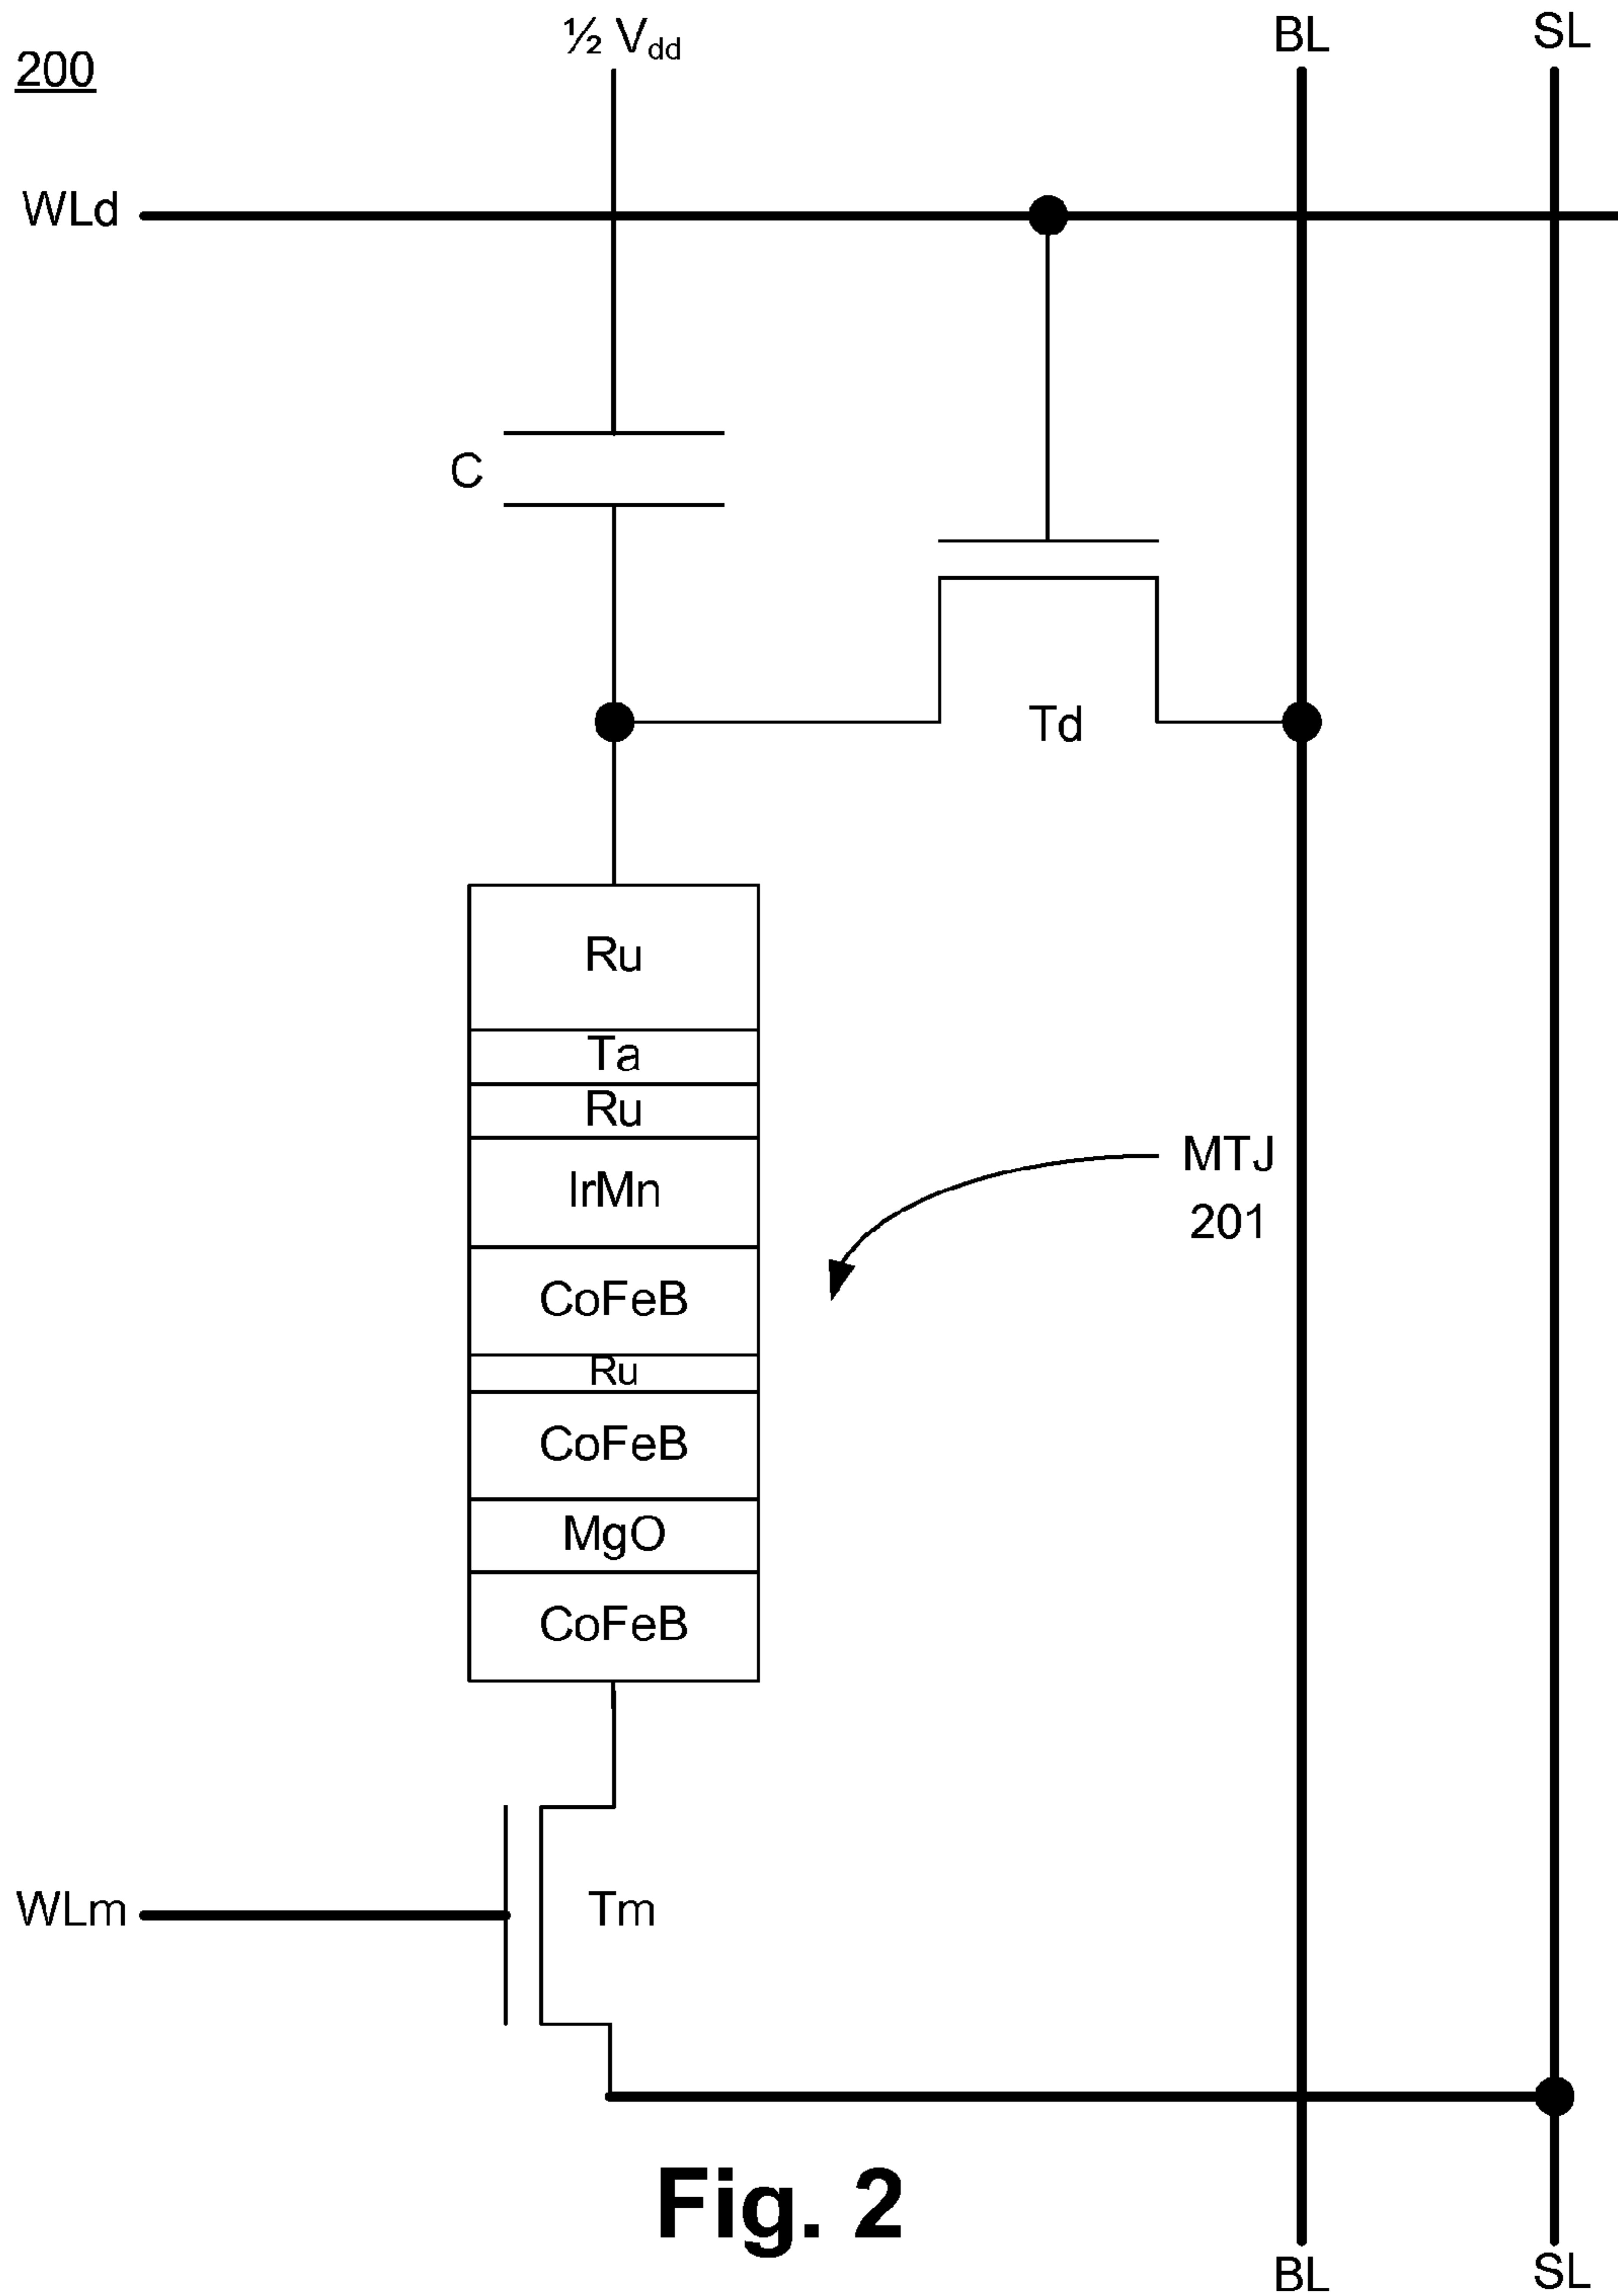 ½ Vdd
BL
SL
200
WLd
C
Td
Ru
Ta
Ru
IrMn
MTJ
201
CoFeB
Ru
CoFeB
MgO
CoFeB
WLm
Tm
Fig. 2
BL
SL